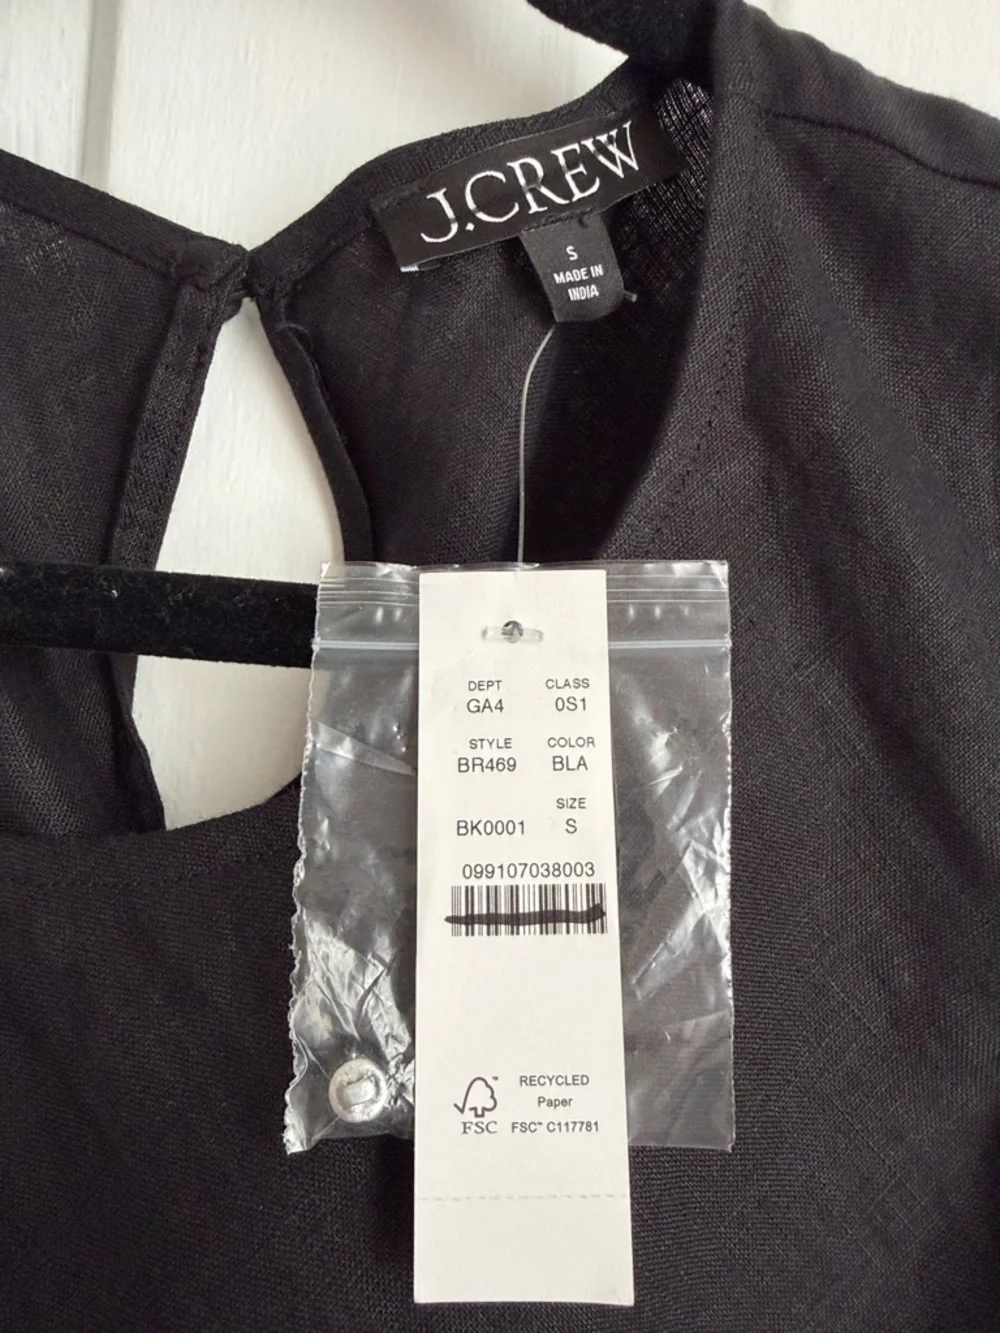 J.CREW
S
MADE IN
INDIA
DEPT CLASS
GA4 0S1
STYLE COLOR
BR469 BLA
SIZE
BK0001 S
099107038003
RECYCLED
Paper
FSC™ C117781
FSC